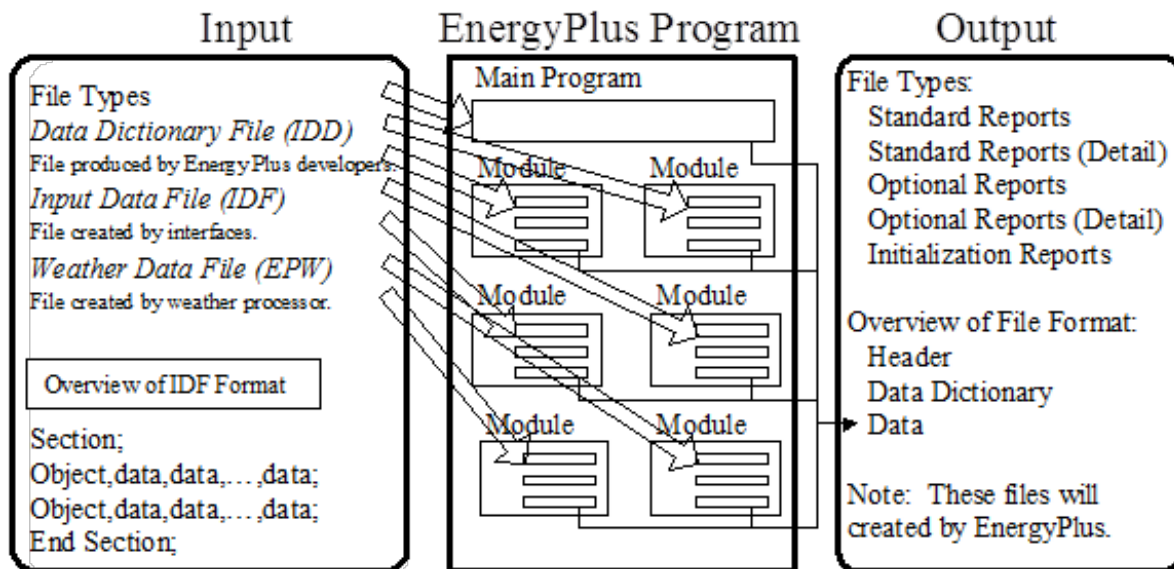 Input
File Types
Data Dictionary File (IDD)
File produced by EnergyPlus developers.
Input Data File (IDF)
File created by interfaces.
Weather Data File (EPW)
File created by weather processor.
Overview of IDF Format
Section;
Object,data,data,…,data;
Object,data,data,…,data;
End Section;
EnergyPlus Program
Main Program
Module
Module
Module
Module
Module
Module
Output
File Types:
Standard Reports
Standard Reports (Detail)
Optional Reports
Optional Reports (Detail)
Initialization Reports
Overview of File Format:
Header
Data Dictionary
Data
Note: These files will
created by EnergyPlus.